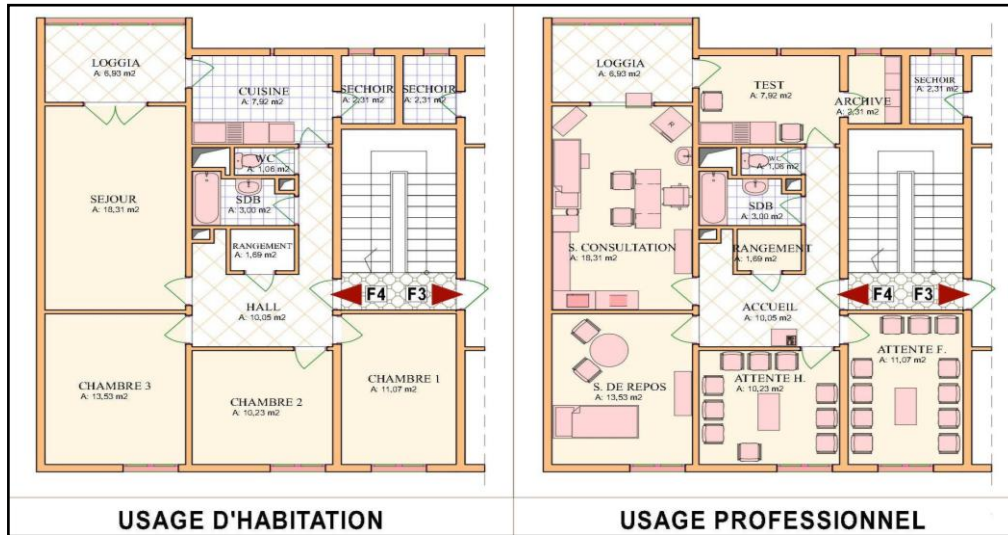 LOGGIA
A: 6,93 m2
CUISINE
A: 7,92 m2
SECHOIR
A: 2,31 m2
SECHOIR
A: 2,31 m2
WC
A: 1,06 m2
SEJOUR
A: 18,31 m2
SDB
A: 3,00 m2
RANGEMENT
A: 1,69 m2
F4 F3
HALL
A: 10,05 m2
CHAMBRE 3
A: 13,53 m2
CHAMBRE 2
A: 10,23 m2
CHAMBRE 1
A: 11,07 m2
USAGE D'HABITATION
LOGGIA
A: 6,93 m2
TEST
A: 7,92 m2
ARCHIVE
A: 2,31 m2
SECHOIR
A: 2,31 m2
R
WC
A: 1,06 m2
SDB
A: 3,00 m2
S. CONSULTATION
A: 18,31 m2
RANGEMENT
A: 1,69 m2
F4 F3
ACCUEIL
A: 10,05 m2
S. DE REPOS
A: 13,53 m2
ATTENTE H.
A: 10,23 m2
ATTENTE F.
A: 11,07 m2
USAGE PROFESSIONNEL